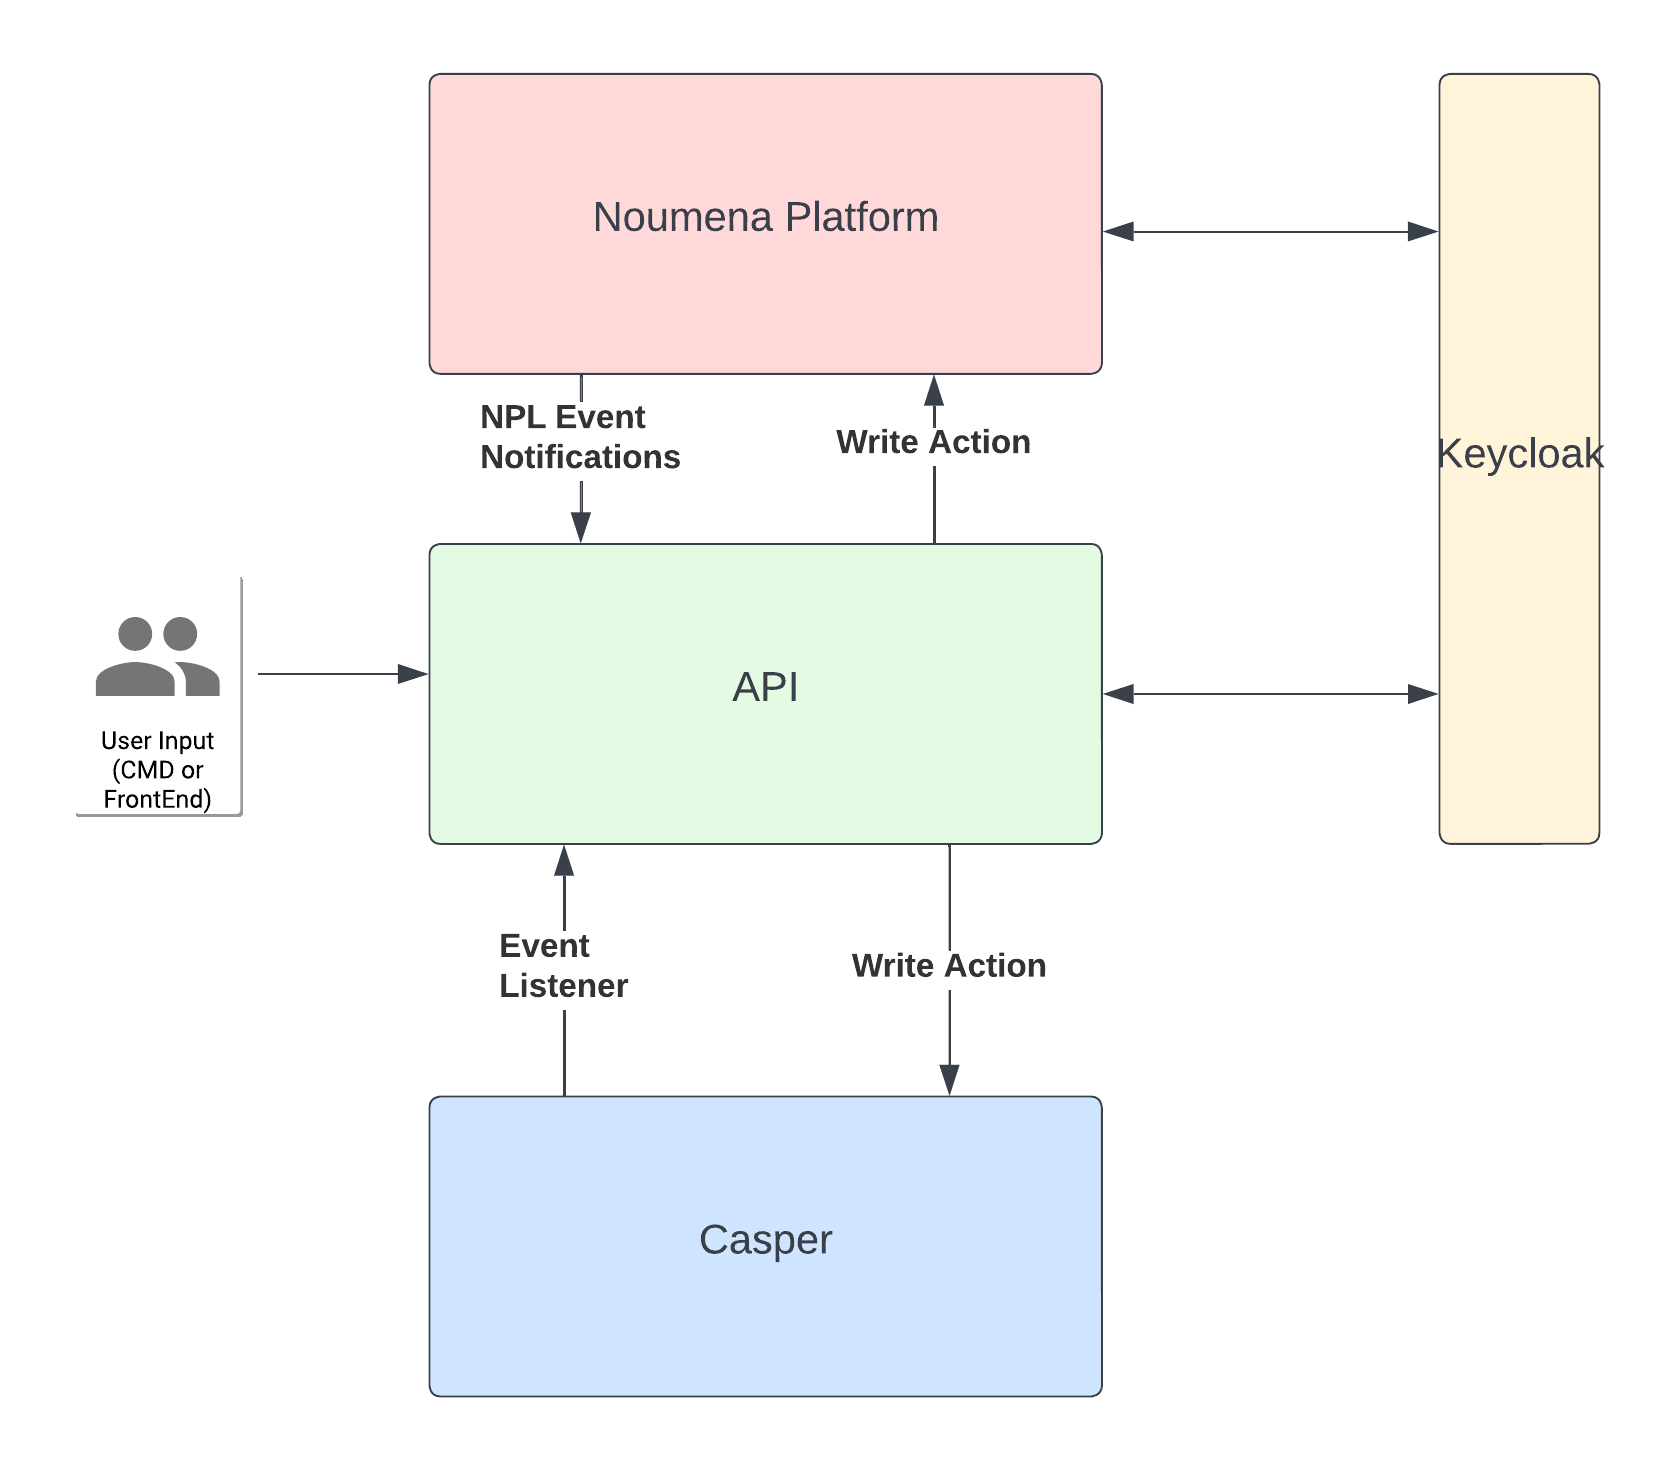 Noumena Platform
NPL Event
Notifications
Write Action
Keycloak
API
User Input
(CMD or
FrontEnd)
Event
Listener
Write Action
Casper